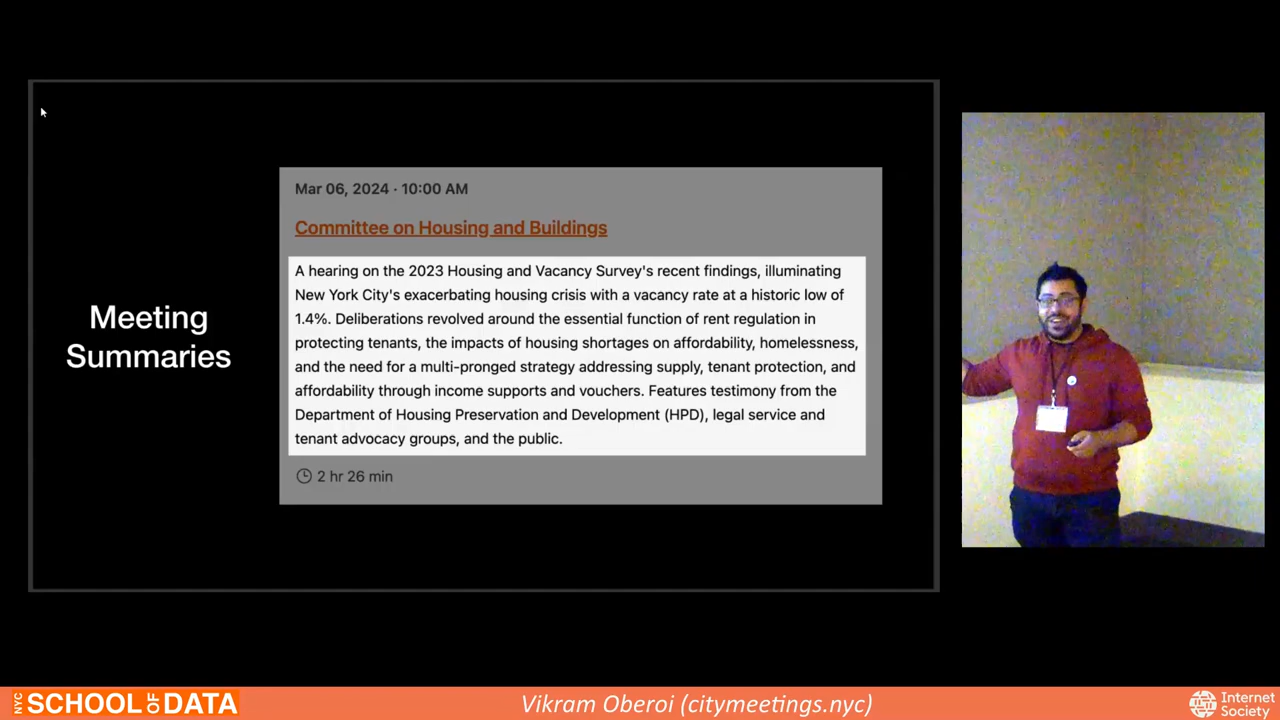 Meeting
Summaries
Mar 06, 2024 · 10:00 AM
Committee on Housing and Buildings
A hearing on the 2023 Housing and Vacancy Survey's recent findings, illuminating
New York City's exacerbating housing crisis with a vacancy rate at a historic low of
1.4%. Deliberations revolved around the essential function of rent regulation in
protecting tenants, the impacts of housing shortages on affordability, homelessness,
and the need for a multi-pronged strategy addressing supply, tenant protection, and
affordability through income supports and vouchers. Features testimony from the
Department of Housing Preservation and Development (HPD), legal service and
tenant advocacy groups, and the public.
2 hr 26 min
NYC SCHOOL OF DATA
Vikram Oberoi (citymeetings.nyc)
Internet
Society